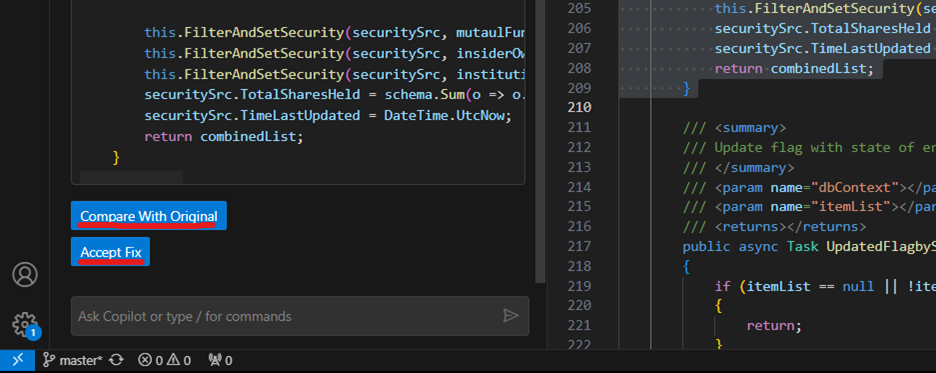 this.FilterAndSetSecurity(securitySrc, mutaulFun
this.FilterAndSetSecurity(securitySrc, insiderOw
this.FilterAndSetSecurity(securitySrc, instituti
securitySrc.TotalSharesHeld = schema.Sum(o => o.
securitySrc.TimeLastUpdated = DateTime.UtcNow;
return combinedList;
}
Compare With Original
Accept Fix
Ask Copilot or type / for commands
1
master* 0 0 0
205 this.FilterAndSetSecurity(se
206 securitySrc.TotalSharesHeld
207 securitySrc.TimeLastUpdated
208 return combinedList;
209 }
210
211 /// <summary>
212 /// Update flag with state of en
213 /// </summary>
214 /// <param name="dbContext"></pa
215 /// <param name="itemList"></par
216 /// <returns></returns>
217 public async Task UpdatedFlagbyS
218 {
219 if (itemList == null || !ite
220 {
221 return;
222 }